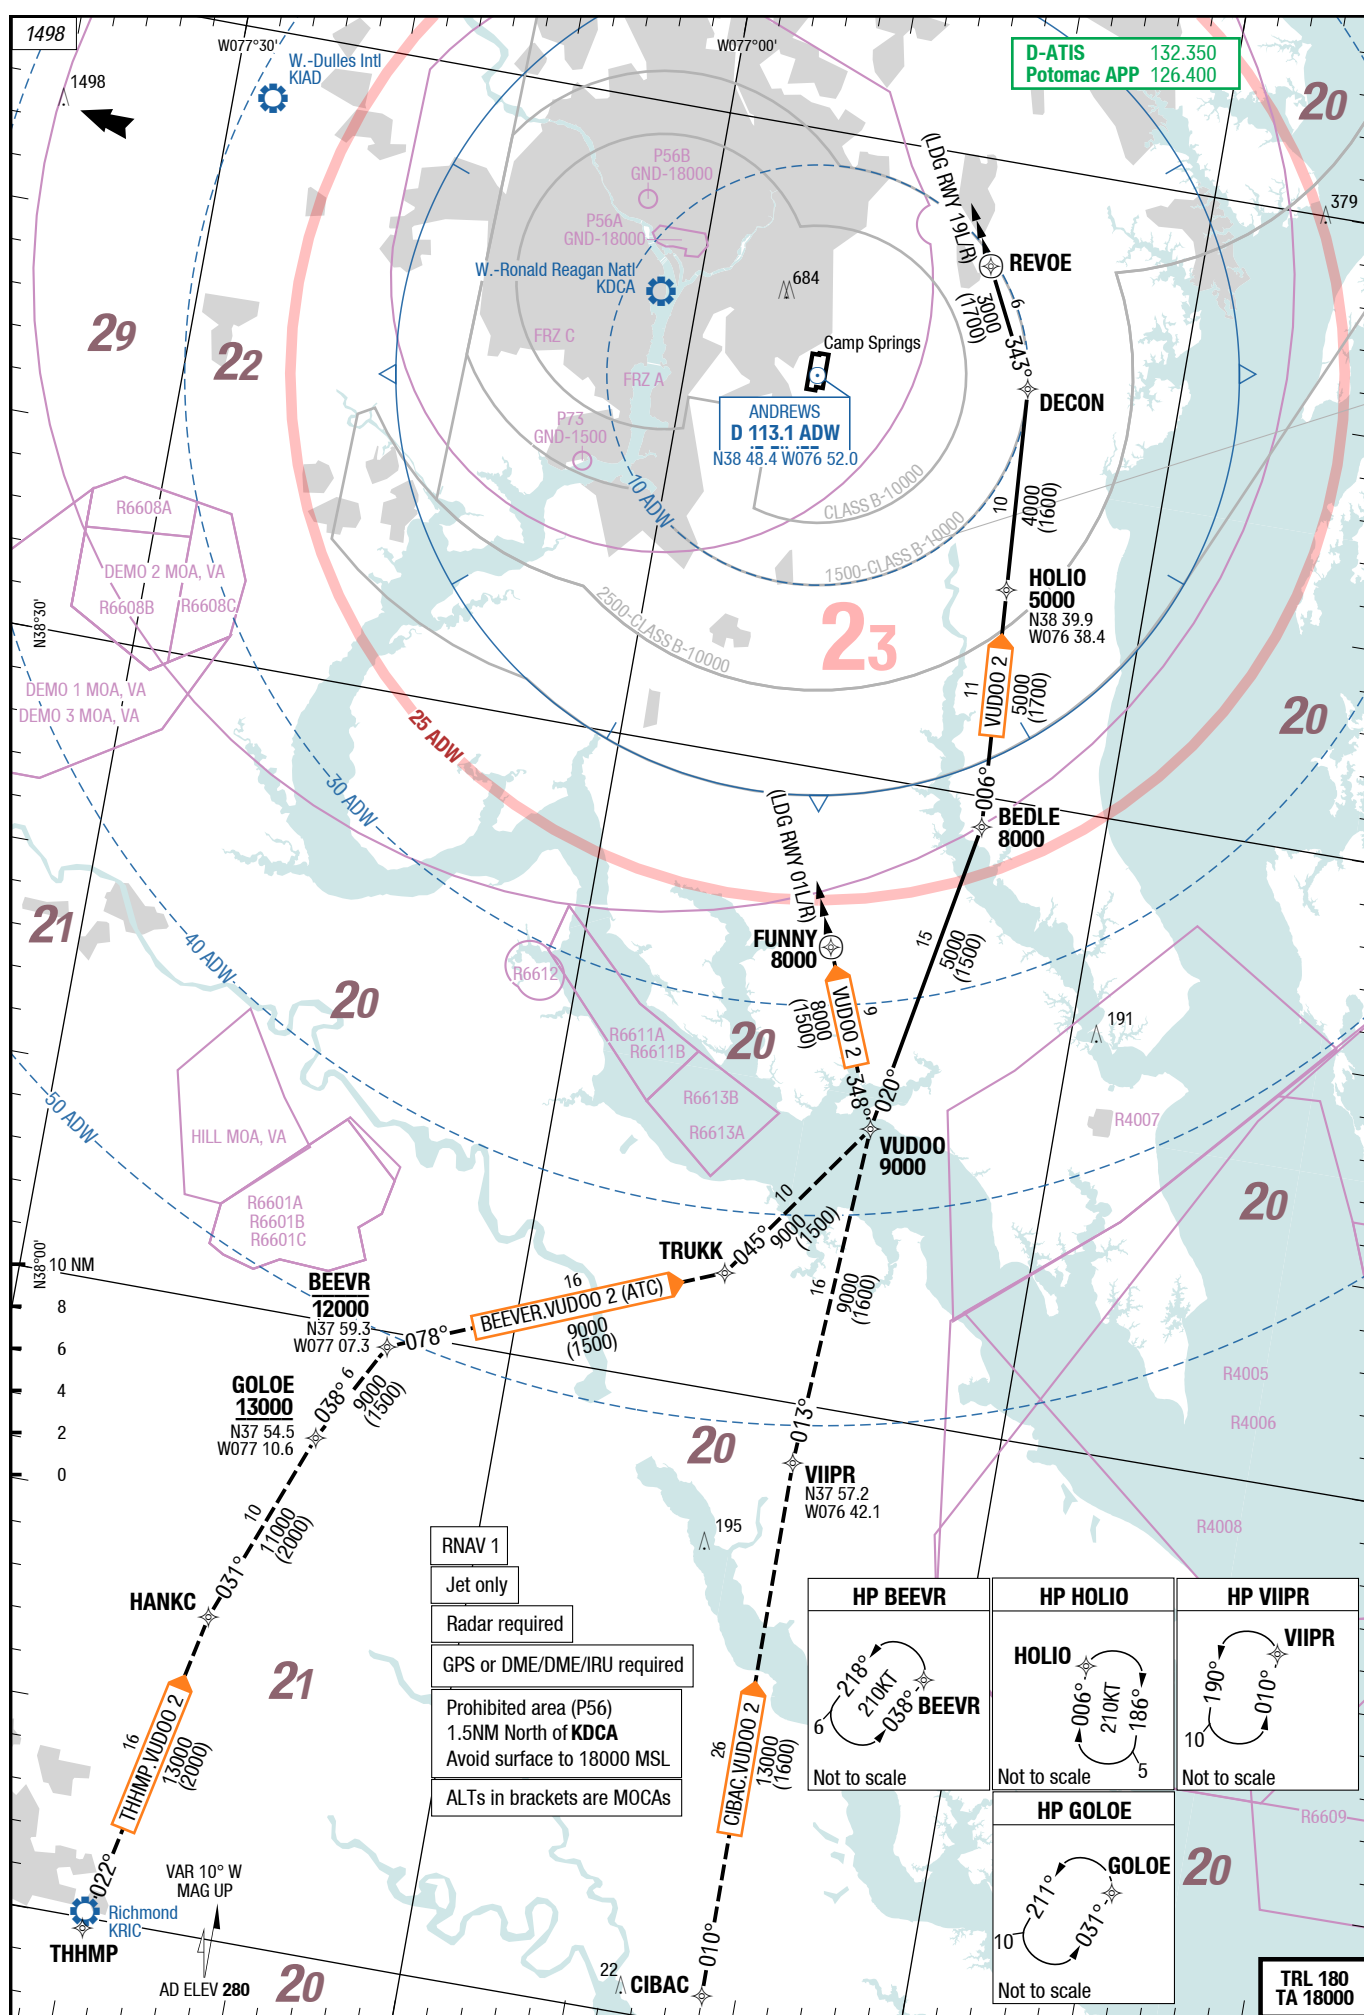 1498
W077°30'
W077°00'
D-ATIS 132.350
Potomac APP 126.400
W.-Dulles Intl
KIAD
1498
20
379
P56B
GND-18000
P56A
GND-18000
W.-Ronald Reagan Natl
KDCA
684
(LDG RWY 19L/R)
REVOE
6
3000
(1700)
343°
29
22
FRZ C
FRZ A
Camp Springs
DECON
P73
GND-1500
ANDREWS
D 113.1 ADW
N38 48.4 W076 52.0
10 ADW
CLASS B-10000
1500-CLASS B-10000
2500-CLASS B-10000
10
4000
(1600)
R6608A
DEMO 2 MOA, VA
R6608B
R6608C
N38°30'
DEMO 1 MOA, VA
DEMO 3 MOA, VA
HOLIO
5000
N38 39.9
W076 38.4
23
11
VUDOO 2
5000
(1700)
20
25 ADW
30 ADW
006°
BEDLE
8000
(LDG RWY 01L/R)
21
40 ADW
FUNNY
8000
15
5000
(1500)
R6612
20
9
VUDOO 2
8000
(1500)
R6611A
R6611B
20
191
348°
020°
50 ADW
R6613B
R6613A
HILL MOA, VA
R4007
VUDOO
9000
R6601A
R6601B
R6601C
20
10
045°
9000
(1500)
TRUKK
N38°00'
10 NM
8
6
4
2
0
BEEVR
12000
N37 59.3
W077 07.3
16
BEEVER.VUDOO 2 (ATC)
078°
9000
(1500)
16
9000
(1600)
GOLOE
13000
N37 54.5
W077 10.6
038°
6
9000
(1500)
R4005
R4006
013°
20
VIIPR
N37 57.2
W076 42.1
10
11000
(2000)
031°
195
R4008
RNAV 1
Jet only
Radar required
GPS or DME/DME/IRU required
Prohibited area (P56)
1.5NM North of KDCA
Avoid surface to 18000 MSL
ALTs in brackets are MOCAs
HANKC
21
16
THHMP.VUDOO 2
13000
(2000)
022°
26
CIBAC.VUDOO 2
13000
(1600)
010°
HP BEEVR
218°
210KT
038°
BEEVR
6
Not to scale
HP HOLIO
HOLIO
006°
210KT
186°
5
Not to scale
HP VIIPR
VIIPR
190°
010°
10
Not to scale
HP GOLOE
GOLOE
211°
031°
10
Not to scale
R6609
20
VAR 10° W
MAG UP
Richmond
KRIC
THHMP
AD ELEV 280
20
22
CIBAC
TRL 180
TA 18000